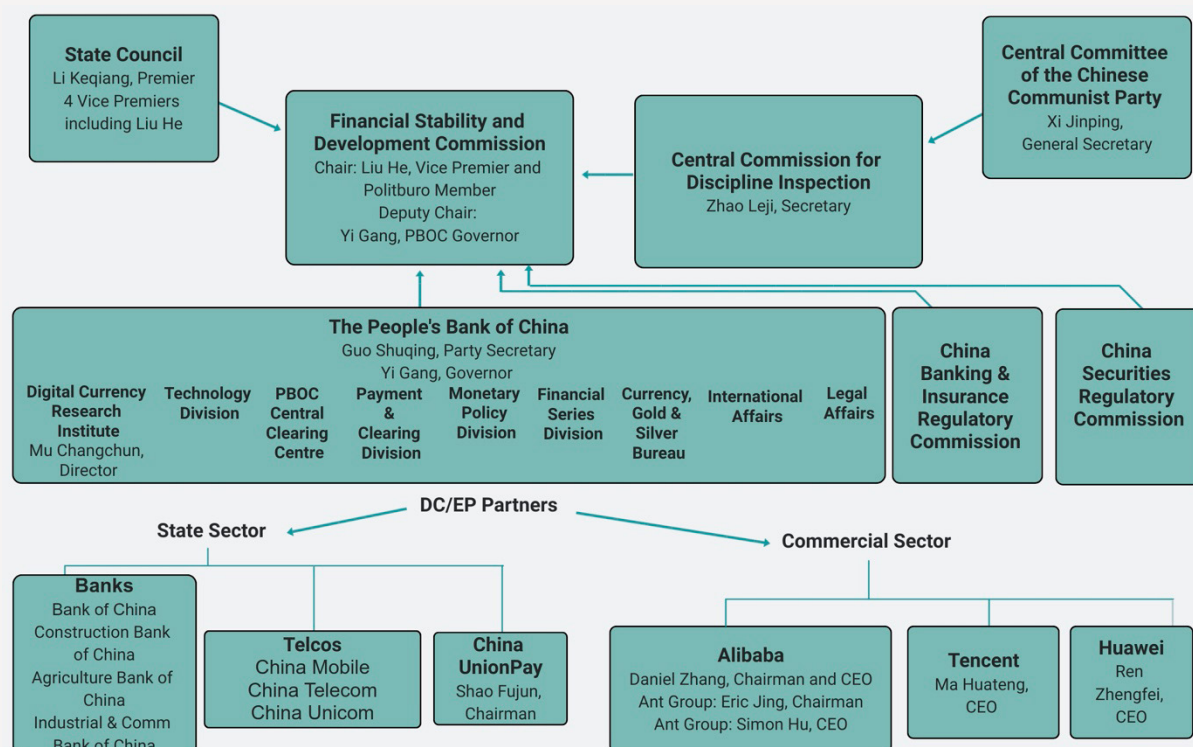 State Council
Li Keqiang, Premier
4 Vice Premiers
including Liu He
Financial Stability and
Development Commission
Chair: Liu He, Vice Premier and
Politburo Member
Deputy Chair:
Yi Gang, PBOC Governor
Central Commission for
Discipline Inspection
Zhao Leji, Secretary
Central Committee
of the Chinese
Communist Party
Xi Jinping,
General Secretary
The People's Bank of China
Guo Shuqing, Party Secretary
Yi Gang, Governor
Digital Currency
Research
Institute
Mu Changchun,
Director
Technology
Division
PBOC
Central
Clearing
Centre
Payment
&
Clearing
Division
Monetary
Policy
Division
Financial
Series
Division
Currency,
Gold &
Silver
Bureau
International
Affairs
Legal
Affairs
China
Banking &
Insurance
Regulatory
Commission
China
Securities
Regulatory
Commission
DC/EP Partners
State Sector
Commercial Sector
Banks
Bank of China
Construction Bank
of China
Agriculture Bank of
China
Industrial & Comm
Bank of China
Telcos
China Mobile
China Telecom
China Unicom
China
UnionPay
Shao Fujun,
Chairman
Alibaba
Daniel Zhang, Chairman and CEO
Ant Group: Eric Jing, Chairman
Ant Group: Simon Hu, CEO
Tencent
Ma Huateng,
CEO
Huawei
Ren
Zhengfei,
CEO